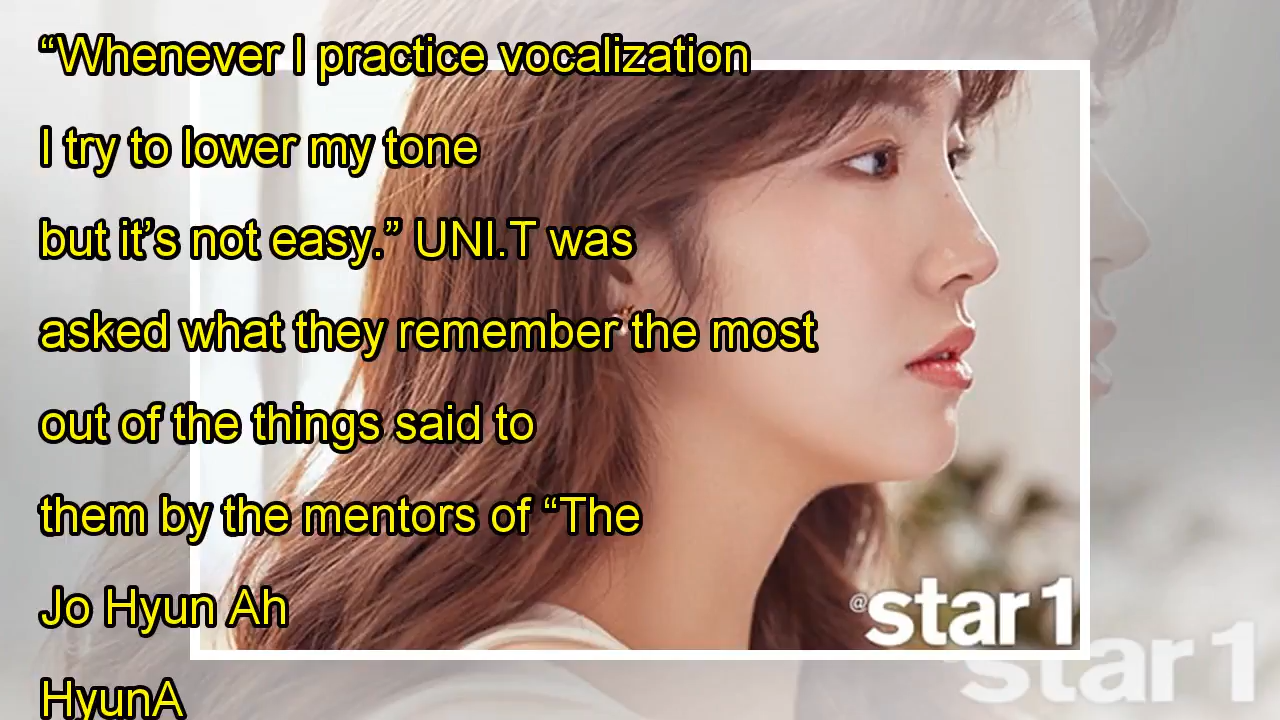 “Whenever I practice vocalization
I try to lower my tone
but it’s not easy.” UNI.T was
asked what they remember the most
out of the things said to
them by the mentors of “The
Jo Hyun Ah
HyunA
@star1
star1